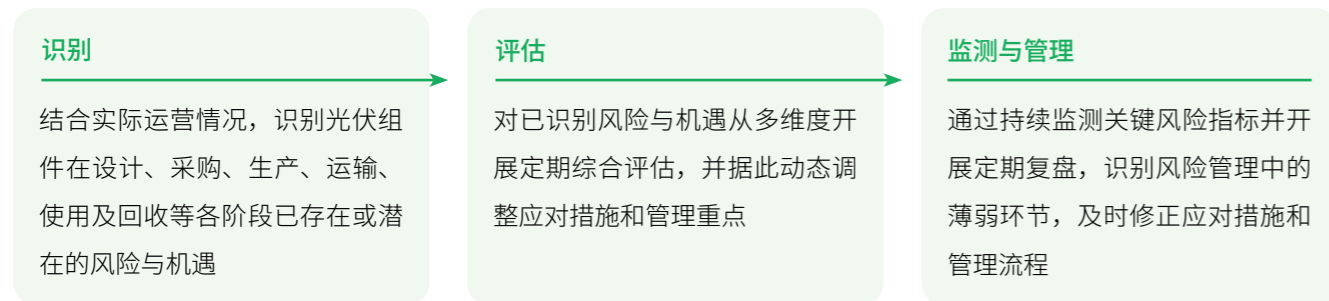 识别
结合实际运营情况，识别光伏组
件在设计、采购、生产、运输、
使用及回收等各阶段已存在或潜
在的风险与机遇
评估
对已识别风险与机遇从多维度开
展定期综合评估，并据此动态调
整应对措施和管理重点
监测与管理
通过持续监测关键风险指标并开
展定期复盘，识别风险管理中的
薄弱环节，及时修正应对措施和
管理流程